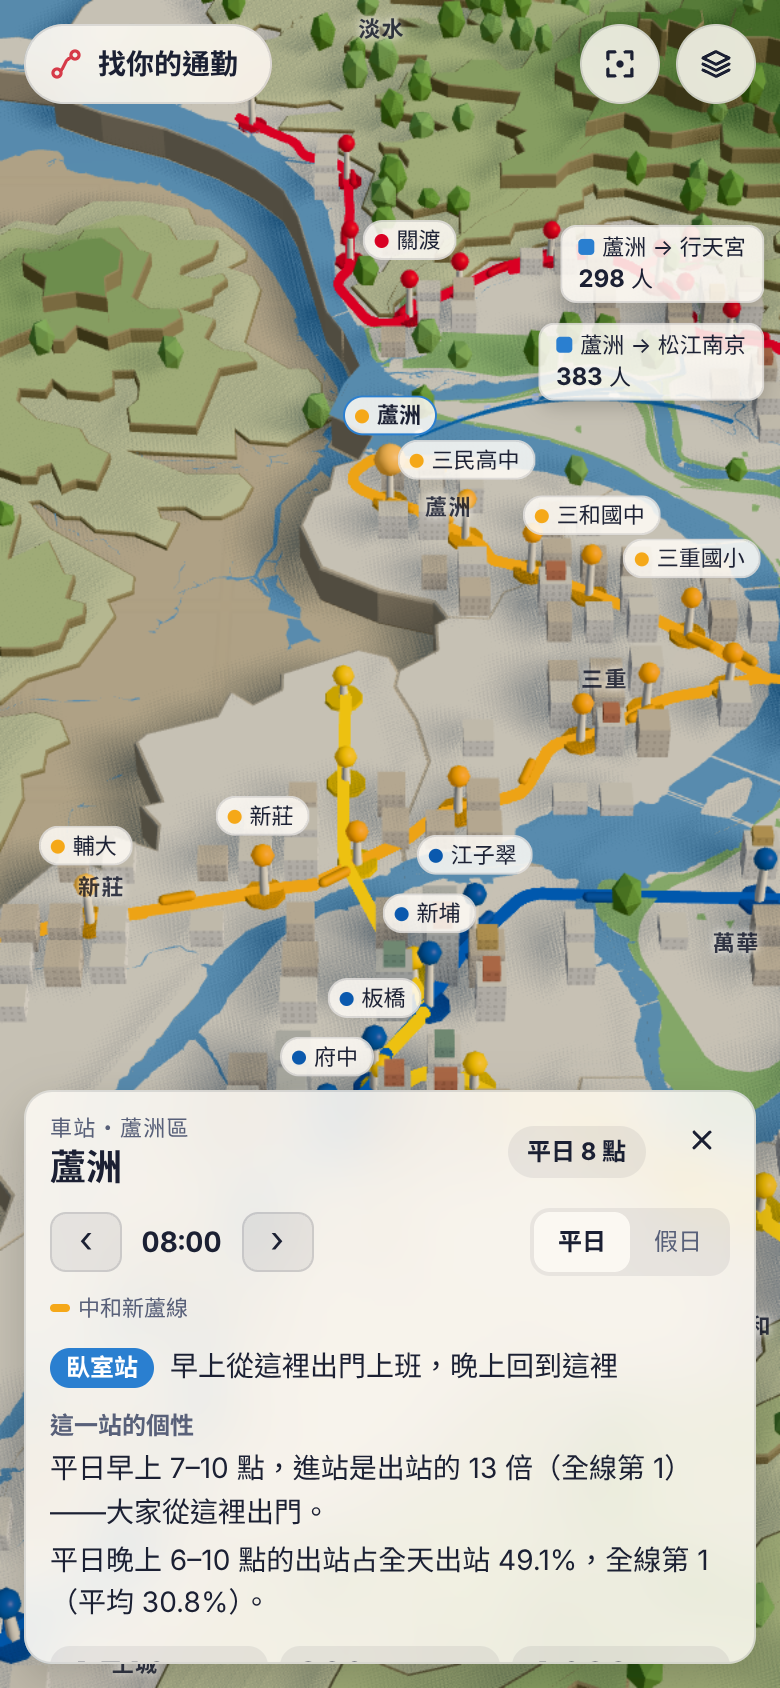 淡水
找你的通勤
關渡
蘆洲 → 行天宮
298 人
蘆洲 → 松江南京
383 人
蘆洲
三民高中
蘆洲
三和國中
三重國小
三重
新莊
輔大
江子翠
新莊
新埔
萬華
板橋
府中
車站・蘆洲區
蘆洲
平日 8 點
08:00
平日
假日
中和新蘆線
和
臥室站
早上從這裡出門上班，晚上回到這裡
這一站的個性
平日早上 7–10 點，進站是出站的 13 倍（全線第 1）
——大家從這裡出門。
平日晚上 6–10 點的出站占全天出站 49.1%，全線第 1
（平均 30.8%）。